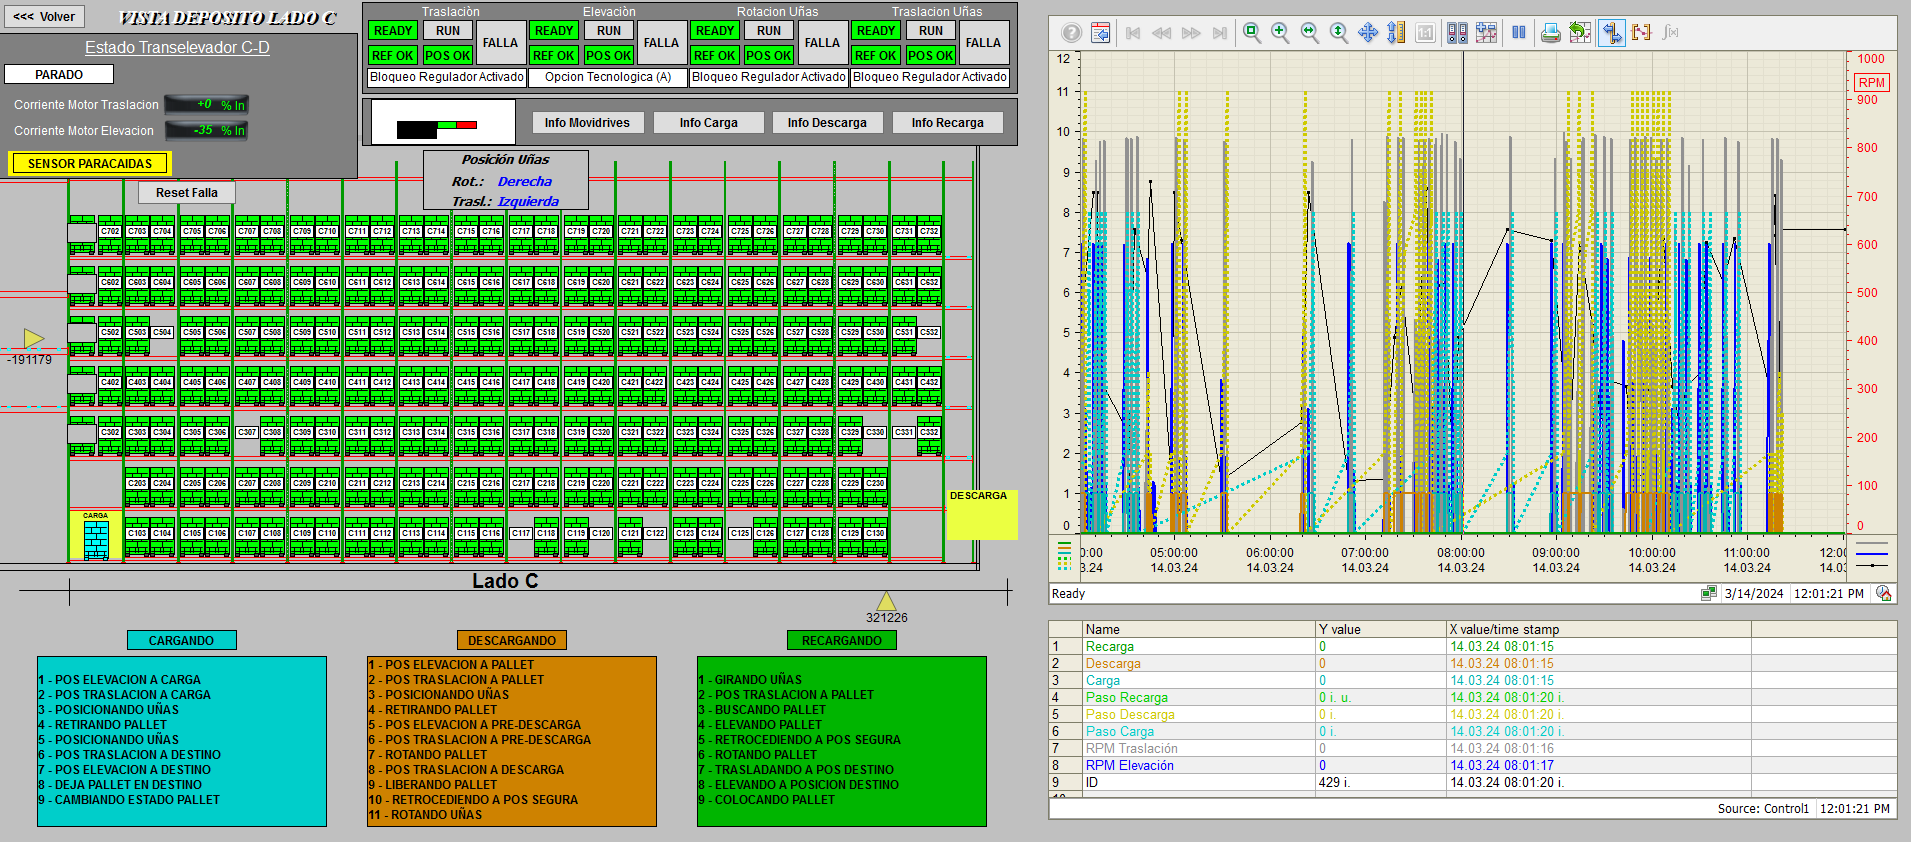 <<< Volver
VISTA DEPOSITO LADO C
Estado Transelevador C-D
PARADO
Corriente Motor Traslacion +0 % In
Corriente Motor Elevacion -35 % In
SENSOR PARACAIDAS
Reset Falla
Traslaciòn Elevaciòn Rotacion Uñas Traslacion Uñas
READY RUN FALLA READY RUN FALLA READY RUN FALLA READY RUN FALLA
REF OK POS OK REF OK POS OK REF OK POS OK REF OK POS OK
Bloqueo Regulador Activado Opcion Tecnologica (A) Bloqueo Regulador Activado Bloqueo Regulador Activado
Info Movidrives Info Carga Info Descarga Info Recarga
Posición Uñas
Rot.: Derecha
Trasl.: Izquierda
C702 C703 C704 C705 C706 C707 C708 C709 C710 C711 C712 C713 C714 C715 C716 C717 C718 C719 C720 C721 C722 C723 C724 C725 C726 C727 C728 C729 C730 C731 C732
C602 C603 C604 C605 C606 C607 C608 C609 C610 C611 C612 C613 C614 C615 C616 C617 C618 C619 C620 C621 C622 C623 C624 C625 C626 C627 C628 C629 C630 C631 C632
C502 C503 C504 C505 C506 C507 C508 C509 C510 C511 C512 C513 C514 C515 C516 C517 C518 C519 C520 C521 C522 C523 C524 C525 C526 C527 C528 C529 C530 C531 C532
-191179
C402 C403 C404 C405 C406 C407 C408 C409 C410 C411 C412 C413 C414 C415 C416 C417 C418 C419 C420 C421 C422 C423 C424 C425 C426 C427 C428 C429 C430 C431 C432
C302 C303 C304 C305 C306 C307 C308 C309 C310 C311 C312 C313 C314 C315 C316 C317 C318 C319 C320 C321 C322 C323 C324 C325 C326 C327 C328 C329 C330 C331 C332
C203 C204 C205 C206 C207 C208 C209 C210 C211 C212 C213 C214 C215 C216 C217 C218 C219 C220 C221 C222 C223 C224 C225 C226 C227 C228 C229 C230
DESCARGA
CARGA
C103 C104 C105 C106 C107 C108 C109 C110 C111 C112 C113 C114 C115 C116 C117 C118 C119 C120 C121 C122 C123 C124 C125 C126 C127 C128 C129 C130
Lado C
321226
CARGANDO
1 - POS ELEVACION A CARGA
2 - POS TRASLACION A CARGA
3 - POSICIONANDO UÑAS
4 - RETIRANDO PALLET
5 - POSICIONANDO UÑAS
6 - POS TRASLACION A DESTINO
7 - POS ELEVACION A DESTINO
8 - DEJA PALLET EN DESTINO
9 - CAMBIANDO ESTADO PALLET
DESCARGANDO
1 - POS ELEVACION A PALLET
2 - POS TRASLACION A PALLET
3 - POSICIONANDO UÑAS
4 - RETIRANDO PALLET
5 - POS ELEVACION A PRE-DESCARGA
6 - POS TRASLACION A PRE-DESCARGA
7 - ROTANDO PALLET
8 - POS TRASLACION A DESCARGA
9 - LIBERANDO PALLET
10 - RETROCEDIENDO A POS SEGURA
11 - ROTANDO UÑAS
RECARGANDO
1 - GIRANDO UÑAS
2 - POS TRASLACION A PALLET
3 - BUSCANDO PALLET
4 - ELEVANDO PALLET
5 - RETROCEDIENDO A POS SEGURA
6 - ROTANDO PALLET
7 - TRASLADANDO A POS DESTINO
8 - ELEVANDO A POSICION DESTINO
9 - COLOCANDO PALLET
12
11
10
9
8
7
6
5
4
3
2
1
0
1000
RPM
900
800
700
600
500
400
300
200
100
0
0:00 05:00:00 06:00:00 07:00:00 08:00:00 09:00:00 10:00:00 11:00:00 12:0
3.24 14.03.24 14.03.24 14.03.24 14.03.24 14.03.24 14.03.24 14.03.24 14.0
Ready 3/14/2024 12:01:21 PM
Name Y value X value/time stamp
1 Recarga 0 14.03.24 08:01:15
2 Descarga 0 14.03.24 08:01:15
3 Carga 0 14.03.24 08:01:15
4 Paso Recarga 0 i. u. 14.03.24 08:01:20 i.
5 Paso Descarga 0 i. 14.03.24 08:01:20 i.
6 Paso Carga 0 i. 14.03.24 08:01:20 i.
7 RPM Traslación 0 14.03.24 08:01:16
8 RPM Elevación 0 14.03.24 08:01:17
9 ID 429 i. 14.03.24 08:01:20 i.
Source: Control1 12:01:21 PM